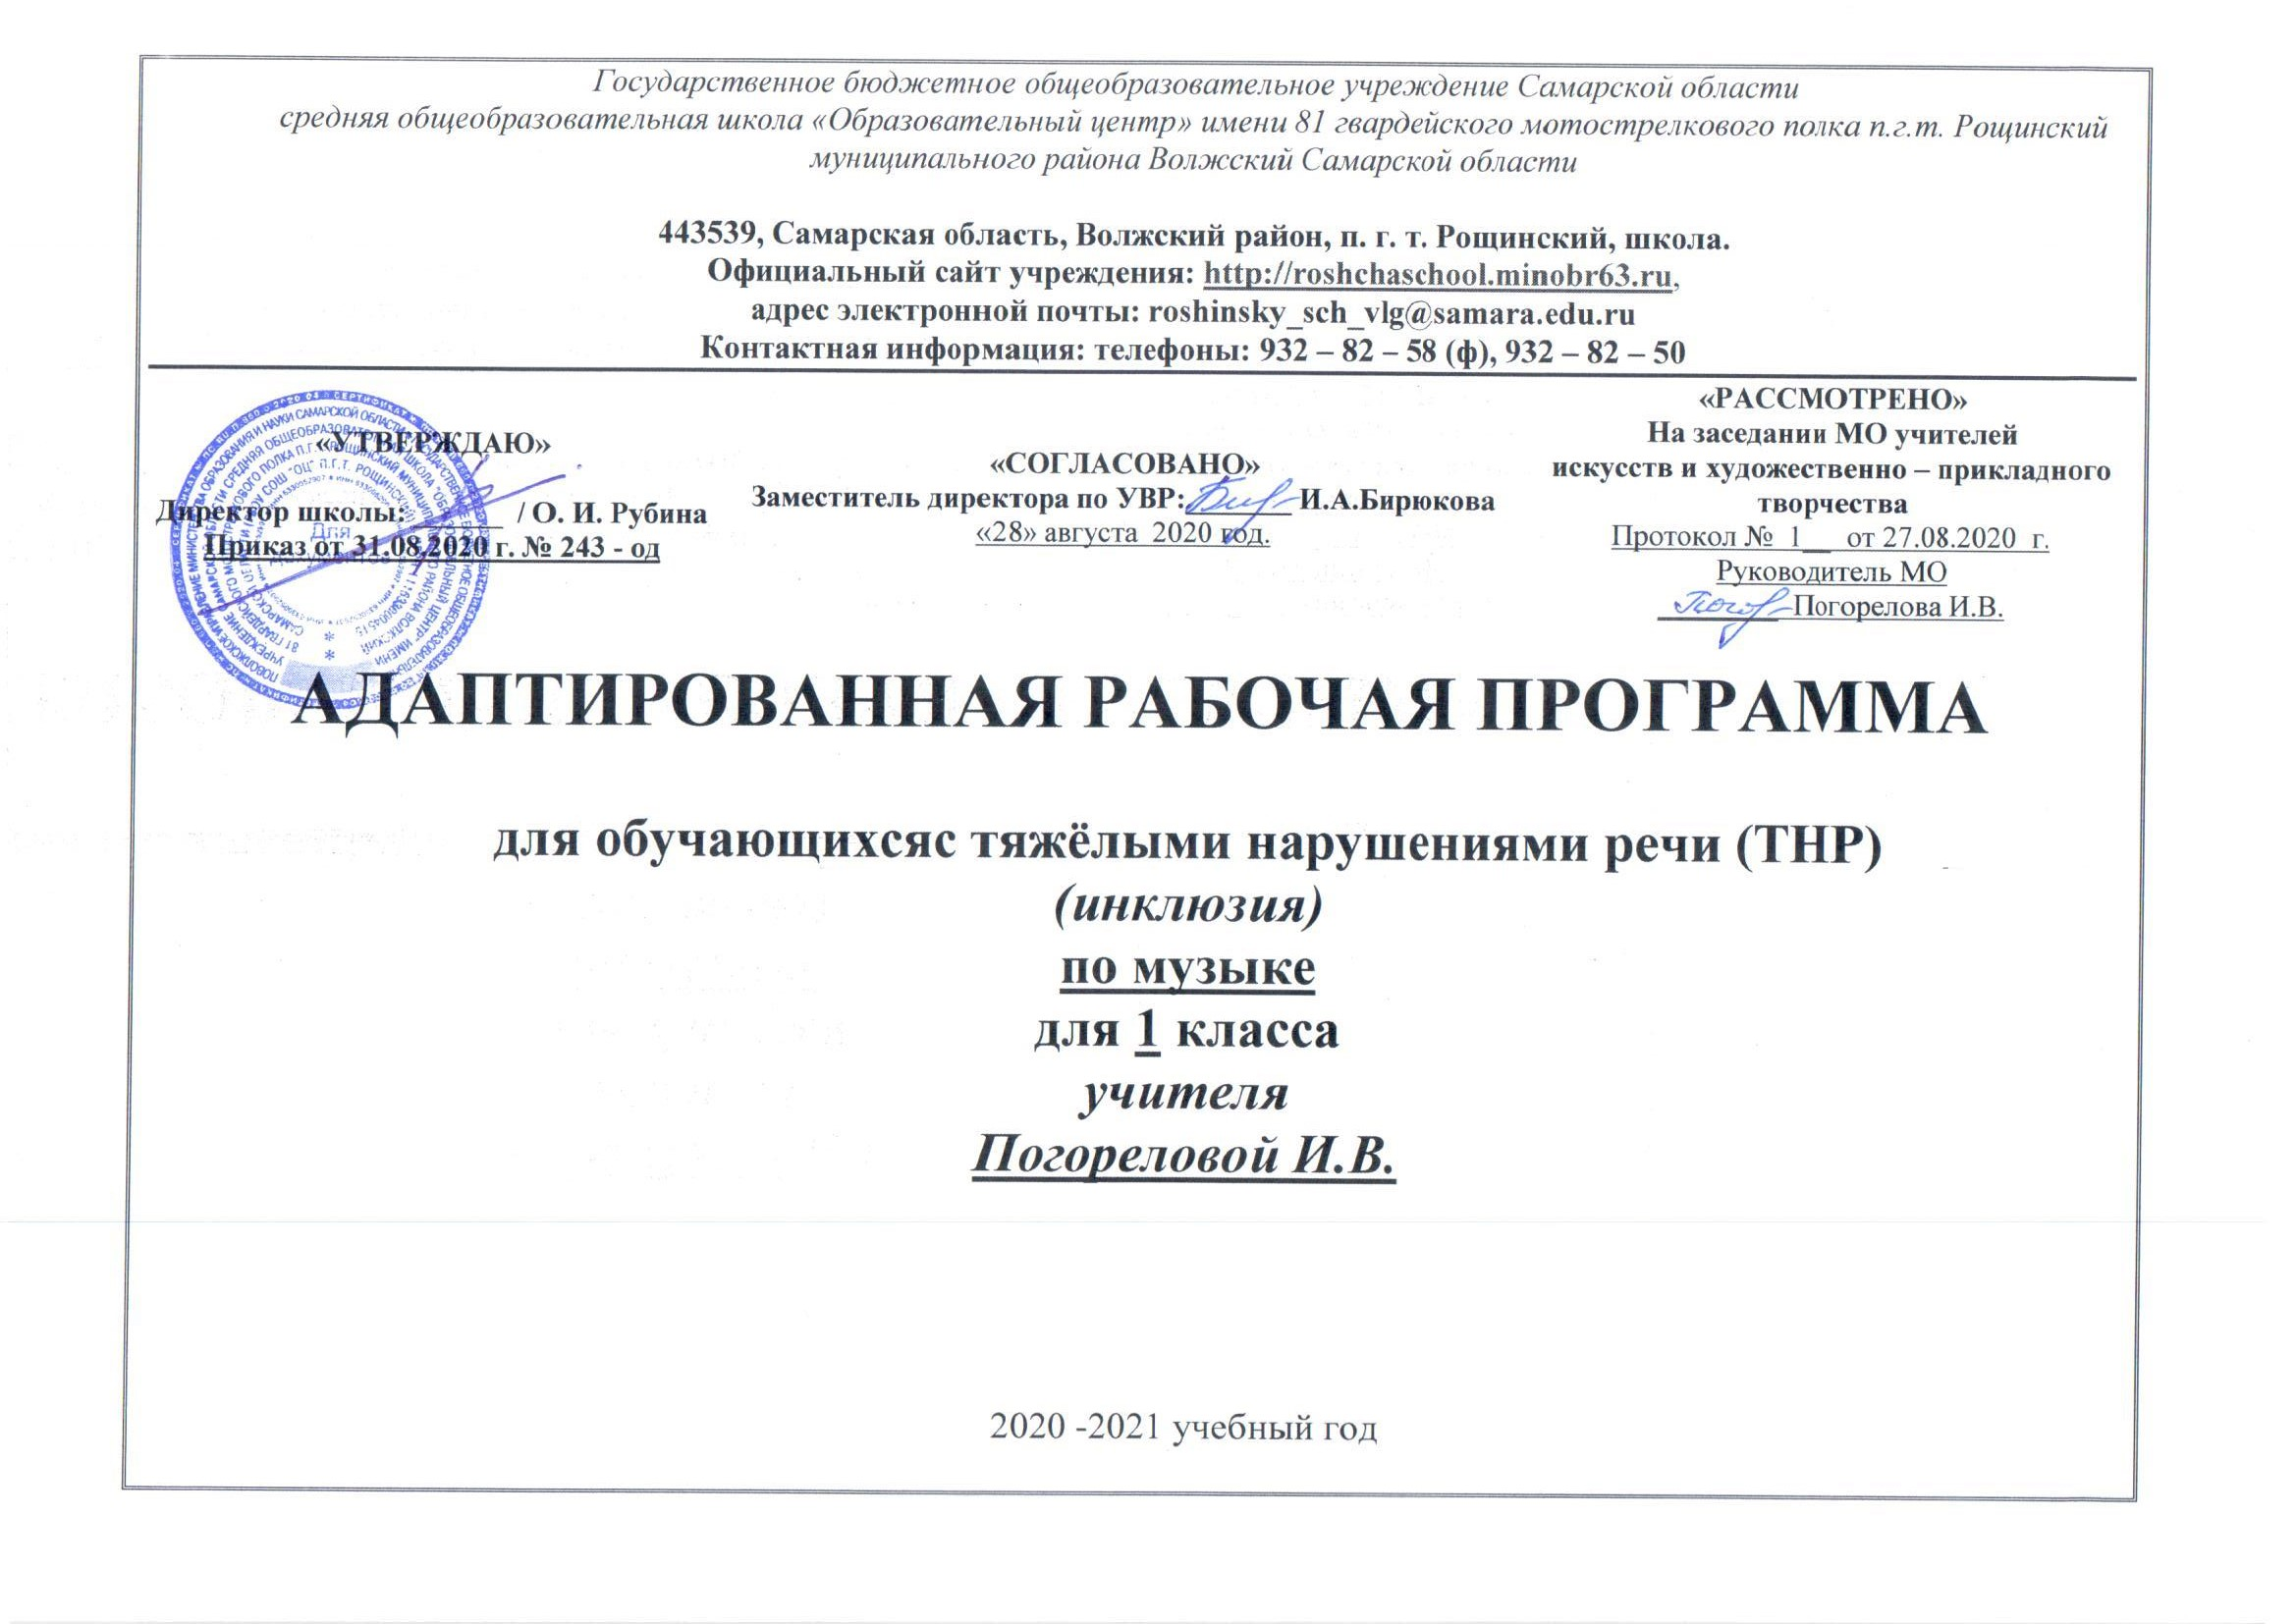 Государственное бюджетное общеобразовательное учреждение Самарской области
средняя общеобразовательная школа «Образовательный центр» имени 81 гвардейского мотострелкового полка п.г.т. Рощинский
муниципального района Волжский Самарской области
443539, Самарская область, Волжский район, п. г. т. Рощинский, школа.
Официальный сайт учреждения: http://roshchaschool.minobr63.ru,
адрес электронной почты: roshinsky_sch_vlg@samara.edu.ru
Контактная информация: телефоны: 932 – 82 – 58 (ф), 932 – 82 – 50
«УТВЕРЖДАЮ»
Директор школы: ______ / О. И. Рубина
Приказ от 31.08.2020 г. № 243 - од
Для
«СОГЛАСОВАНО»
Заместитель директора по УВР:_______И.А.Бирюкова
«28» августа 2020 год.
«РАССМОТРЕНО»
На заседании МО учителей
искусств и художественно – прикладного
творчества
Протокол № 1__ от 27.08.2020 г.
Руководитель МО
________Погорелова И.В.
АДАПТИРОВАННАЯ РАБОЧАЯ ПРОГРАММА
для обучающихсяс тяжёлыми нарушениями речи (ТНР)
(инклюзия)
по музыке
для 1 класса
учителя
Погореловой И.В.
2020 -2021 учебный год